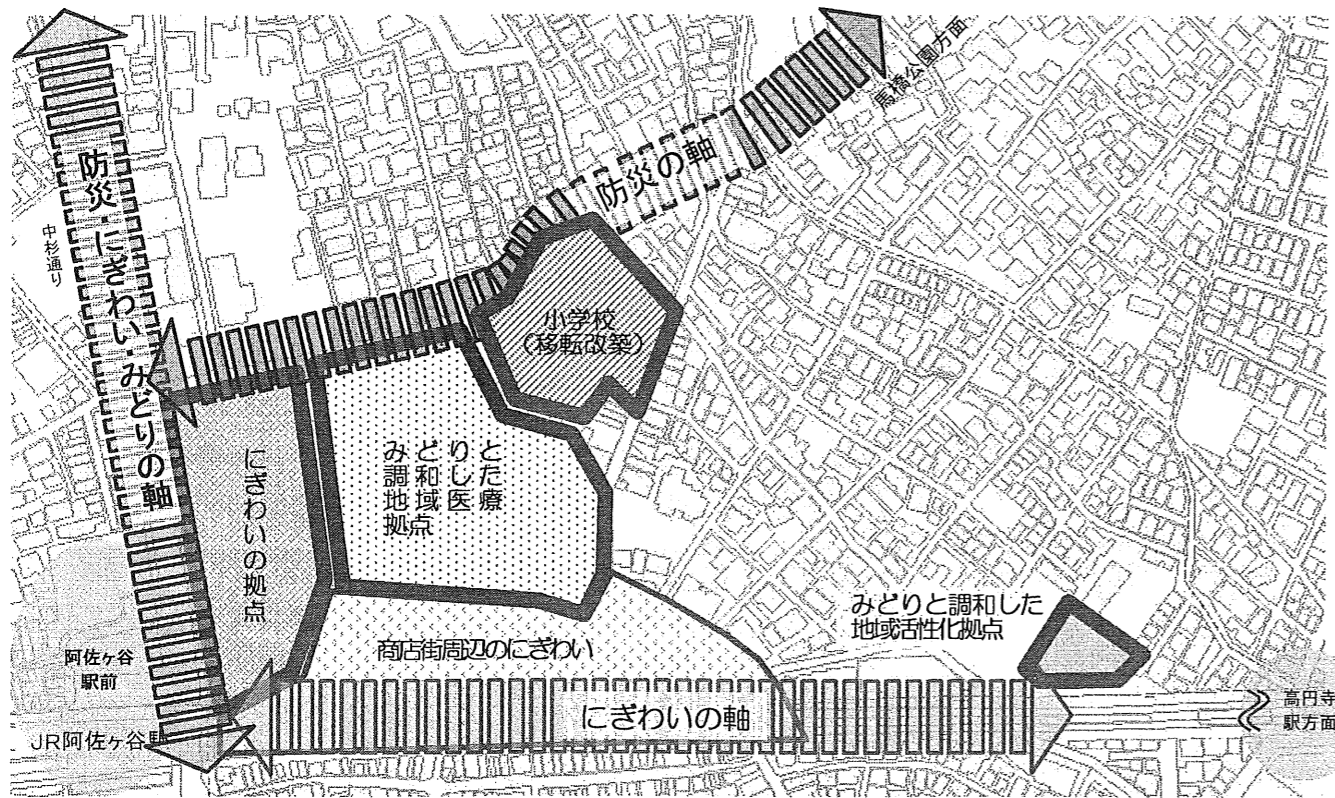 馬橋公園方面
防災の軸
防災・にぎわい・みどりの軸
中杉通り
小学校
(移転改築)
みどりと
調和した
地域医療
拠点
にぎわいの拠点
みどりと調和した
地域活性化拠点
商店街周辺のにぎわい
阿佐ヶ谷
駅前
にぎわいの軸
JR阿佐ヶ谷駅
高円寺
駅方面